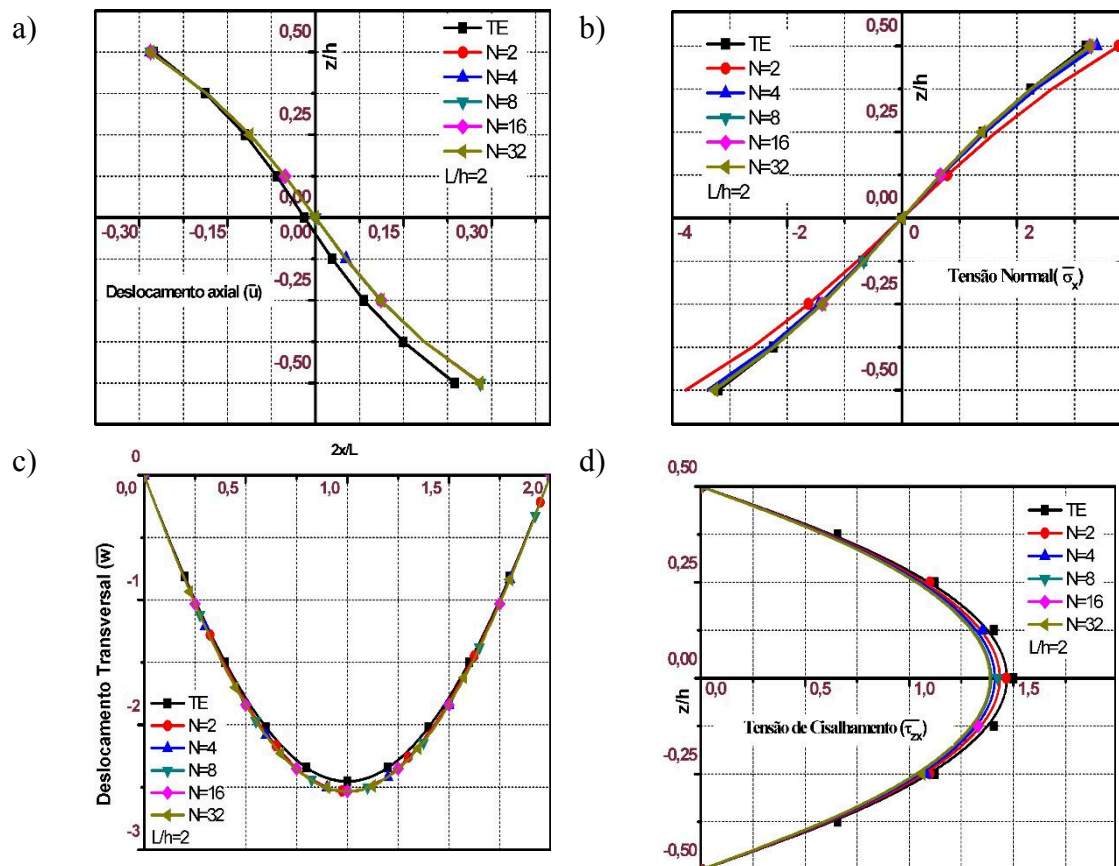 a)
0,50
z/h
TE
N=2
N=4
N=8
N=16
N=32
L/h=2
0,25
0,00
-0,30
-0,15
0,00
0,15
0,30
Deslocamento axial (ū)
-0,25
-0,50
b)
0,50
z/h
TE
N=2
N=4
N=8
N=16
N=32
L/h=2
0,25
0,00
-4
-2
0
2
Tensão Normal(σ̄x)
-0,25
-0,50
c)
2x/L
0
0,0
0,5
1,0
1,5
2,0
-1
-2
-3
Deslocamento Transversal (w̄)
TE
N=2
N=4
N=8
N=16
N=32
L/h=2
d)
0,50
TE
N=2
N=4
N=8
N=16
N=32
L/h=2
0,25
0,00
0,0
0,5
1,0
1,5
z/h
Tensão de Cisalhamento (τ̄zx)
-0,25
-0,50